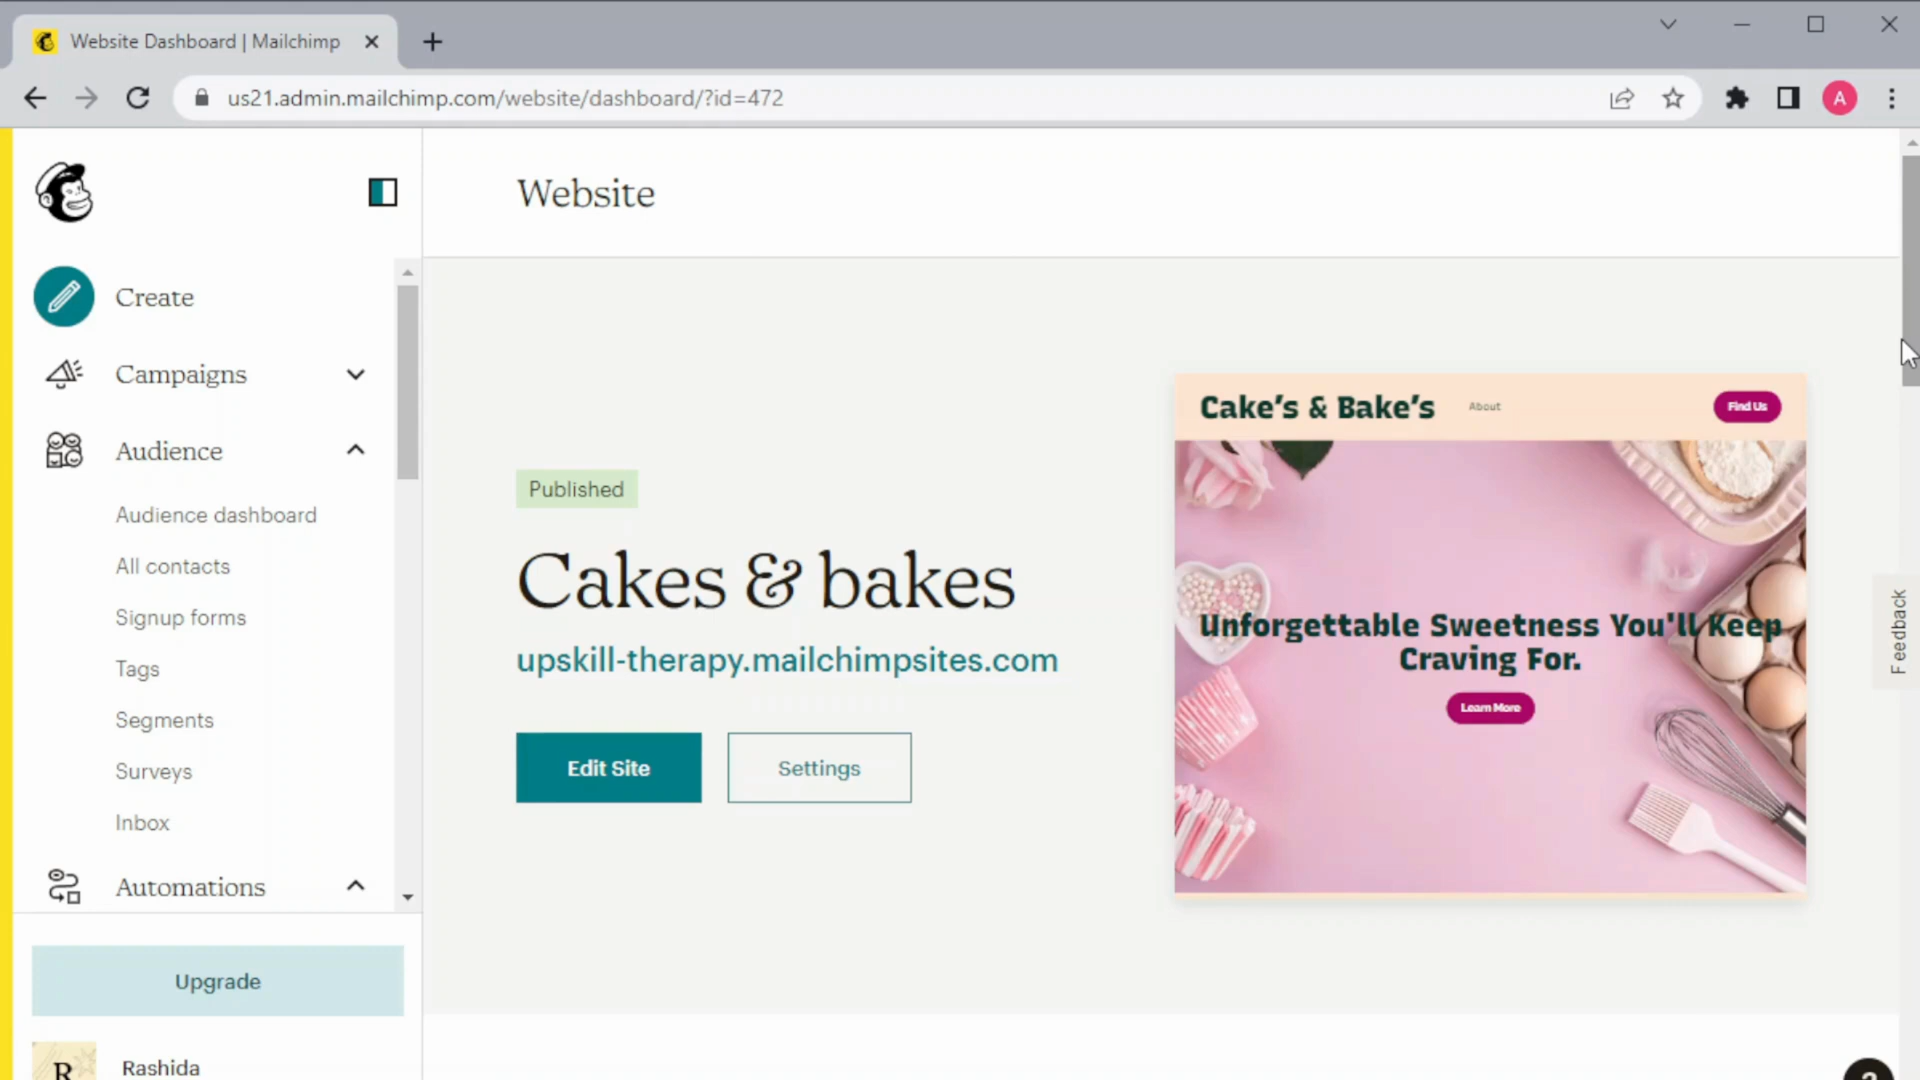 Website Dashboard | Mailchimp
us21.admin.mailchimp.com/website/dashboard/?id=472
A
Website
Create
Campaigns
Audience
Audience dashboard
All contacts
Signup forms
Tags
Segments
Surveys
Inbox
Automations
Upgrade
R
Rashida
Published
Cakes & bakes
upskill-therapy.mailchimpsites.com
Edit Site
Settings
Cake's & Bake's
About
Find Us
Unforgettable Sweetness You'll Keep
Craving For.
Learn More
Feedback
?